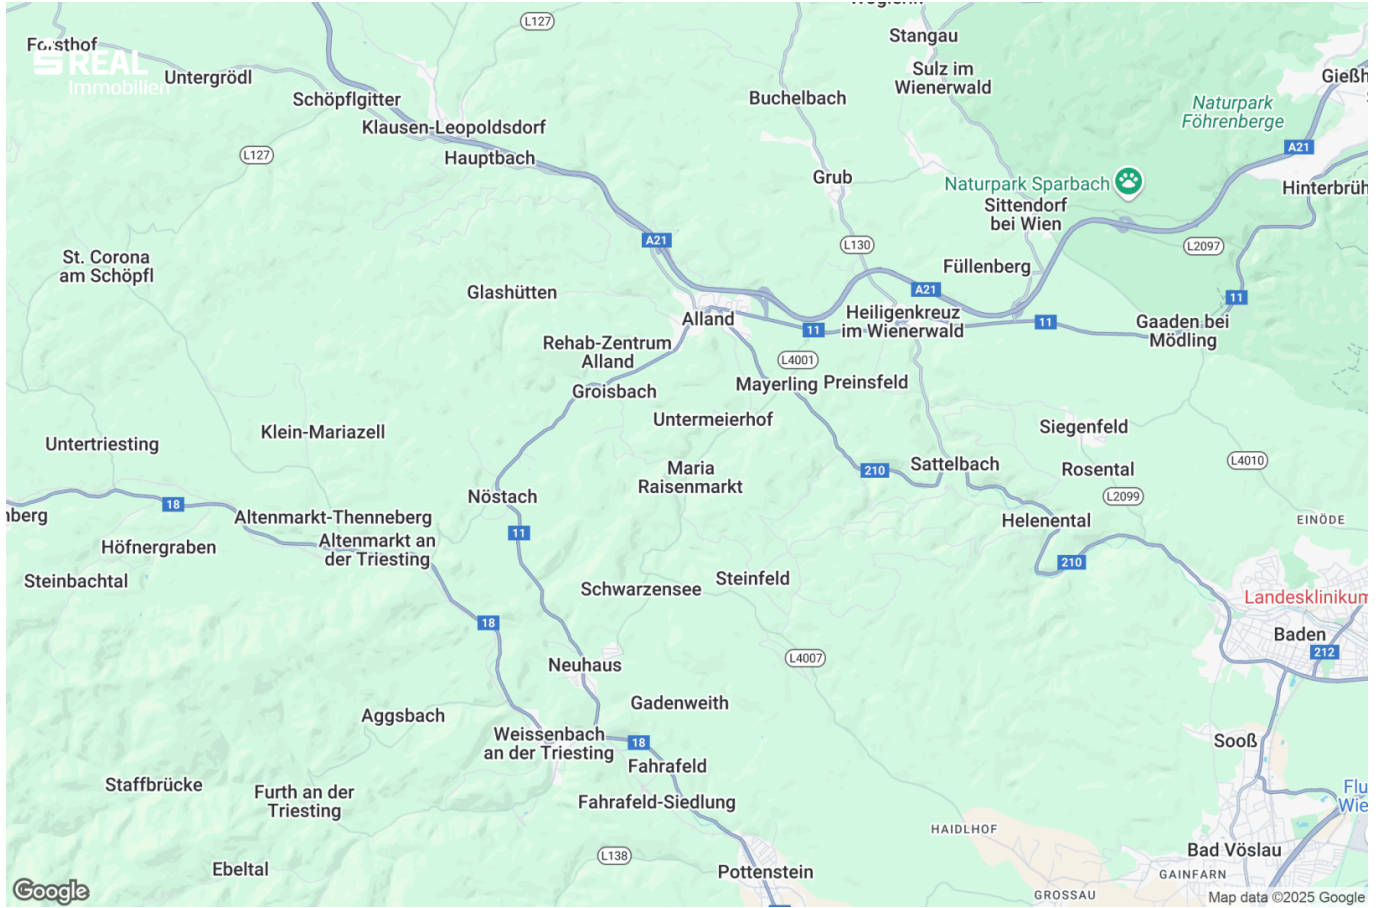 L127
Stangau
Forsthof
S REAL
Immobilien
Untergrödl
Sulz im
Wienerwald
Buchelbach
Schöpflgitter
Naturpark
Föhrenberge
Klausen-Leopoldsdorf
Hauptbach
L127
A21
Grub
Naturpark Sparbach
Sittendorf
bei Wien
A21
L130
L2097
St. Corona
am Schöpfl
Füllenberg
Glashütten
A21
11
Alland
Heiligenkreuz
im Wienerwald
11
11
Gaaden bei
Mödling
Rehab-Zentrum
Alland
L4001
Groisbach
Mayerling
Preinsfeld
Untermeierhof
Siegenfeld
Klein-Mariazell
Untertriesting
Maria
Raisenmarkt
210
Sattelbach
Rosental
L4010
Nöstach
L2099
18
Altenmarkt-Thenneberg
Helenental
EINÖDE
11
Höfnergraben
Altenmarkt an
der Triesting
210
Steinbachtal
Schwarzensee
Steinfeld
18
Baden
212
Neuhaus
L4007
Gadenweith
Aggsbach
Weissenbach
an der Triesting
18
Sooß
Fahrafeld
Staffbrücke
Furth an der
Triesting
Fahrafeld-Siedlung
HAIDLHOF
L138
Bad Vöslau
Ebeltal
Pottenstein
GAINFARN
GROSSAU
Google
Map data ©2025 Google